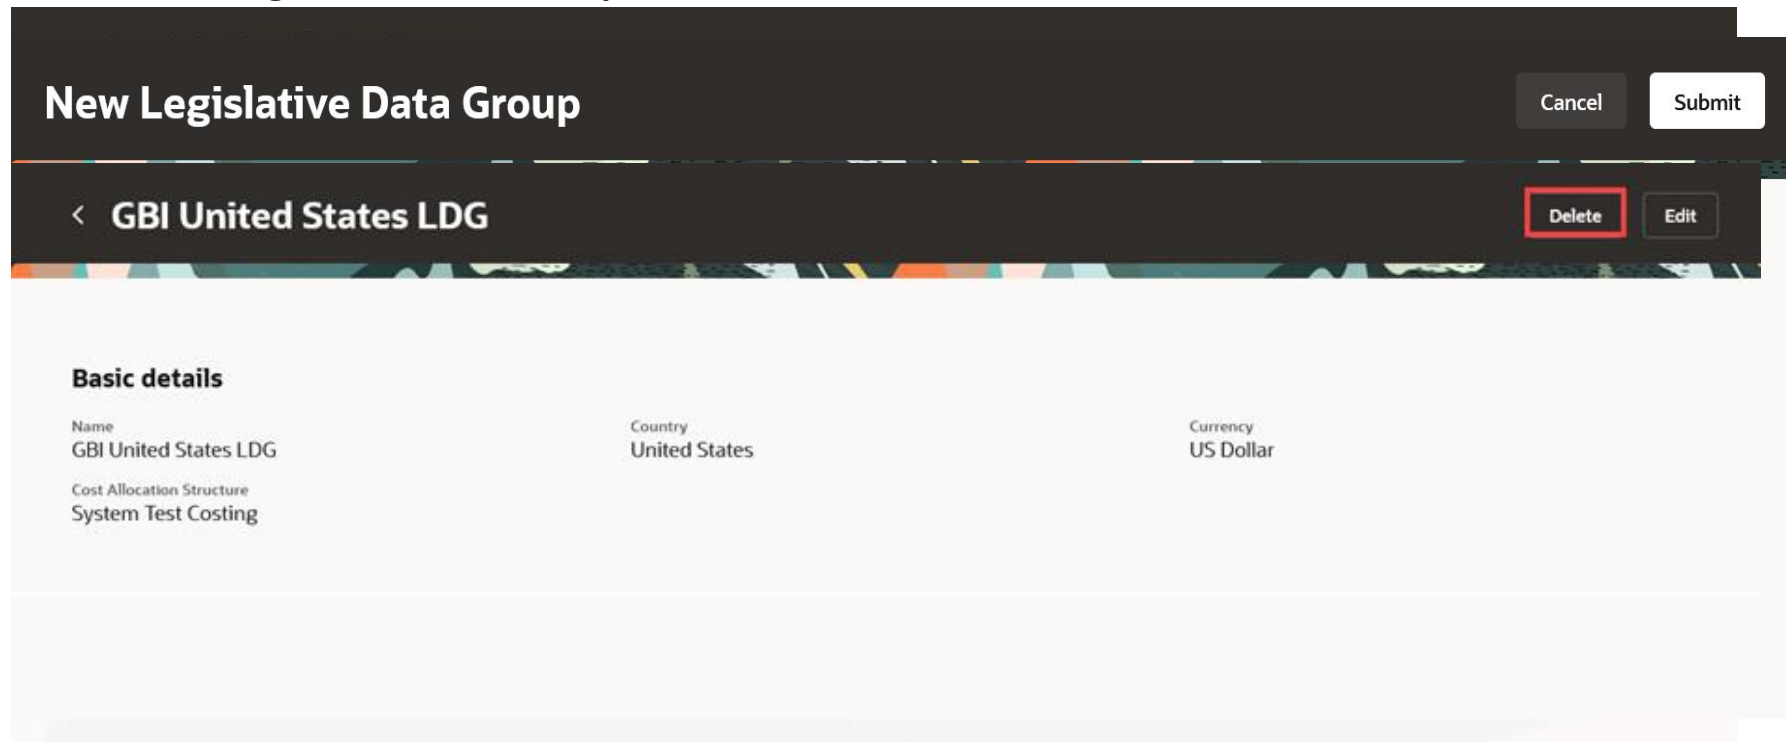 New Legislative Data Group
Cancel Submit
GBI United States LDG
Delete Edit
Basic details
Name Country Currency
GBI United States LDG United States US Dollar
Cost Allocation Structure
System Test Costing